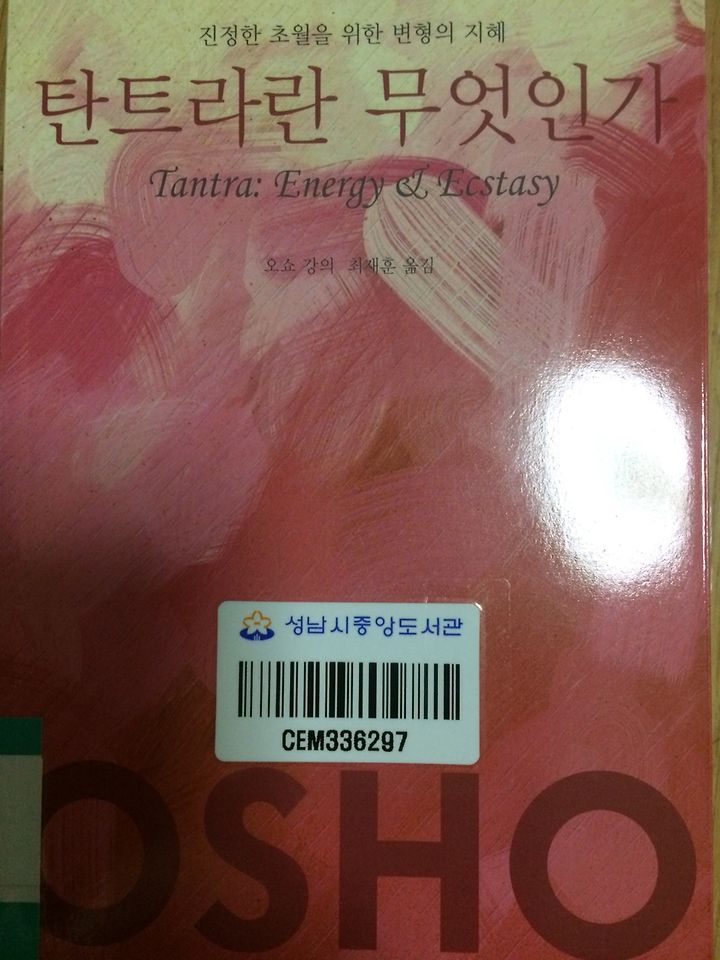 진정한 초월을 위한 변형의 지혜
탄트라란 무엇인가
Tantra: Energy & Ecstasy
오쇼 강의 최재훈 옮김
성남시중앙도서관
CEM336297
OSHO